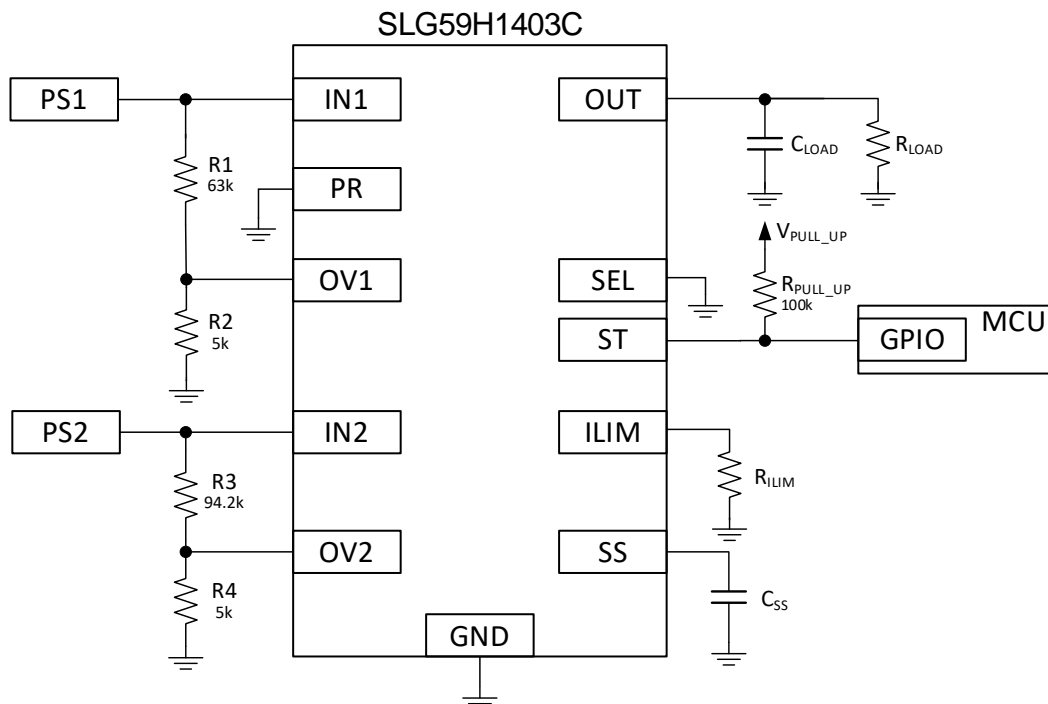 SLG59H1403C
PS1
IN1
OUT
R1
63k
CLOAD
RLOAD
PR
VPULL_UP
OV1
SEL
RPULL_UP
100k
R2
5k
MCU
ST
GPIO
PS2
IN2
ILIM
R3
94.2k
RILIM
OV2
SS
R4
5k
CSS
GND